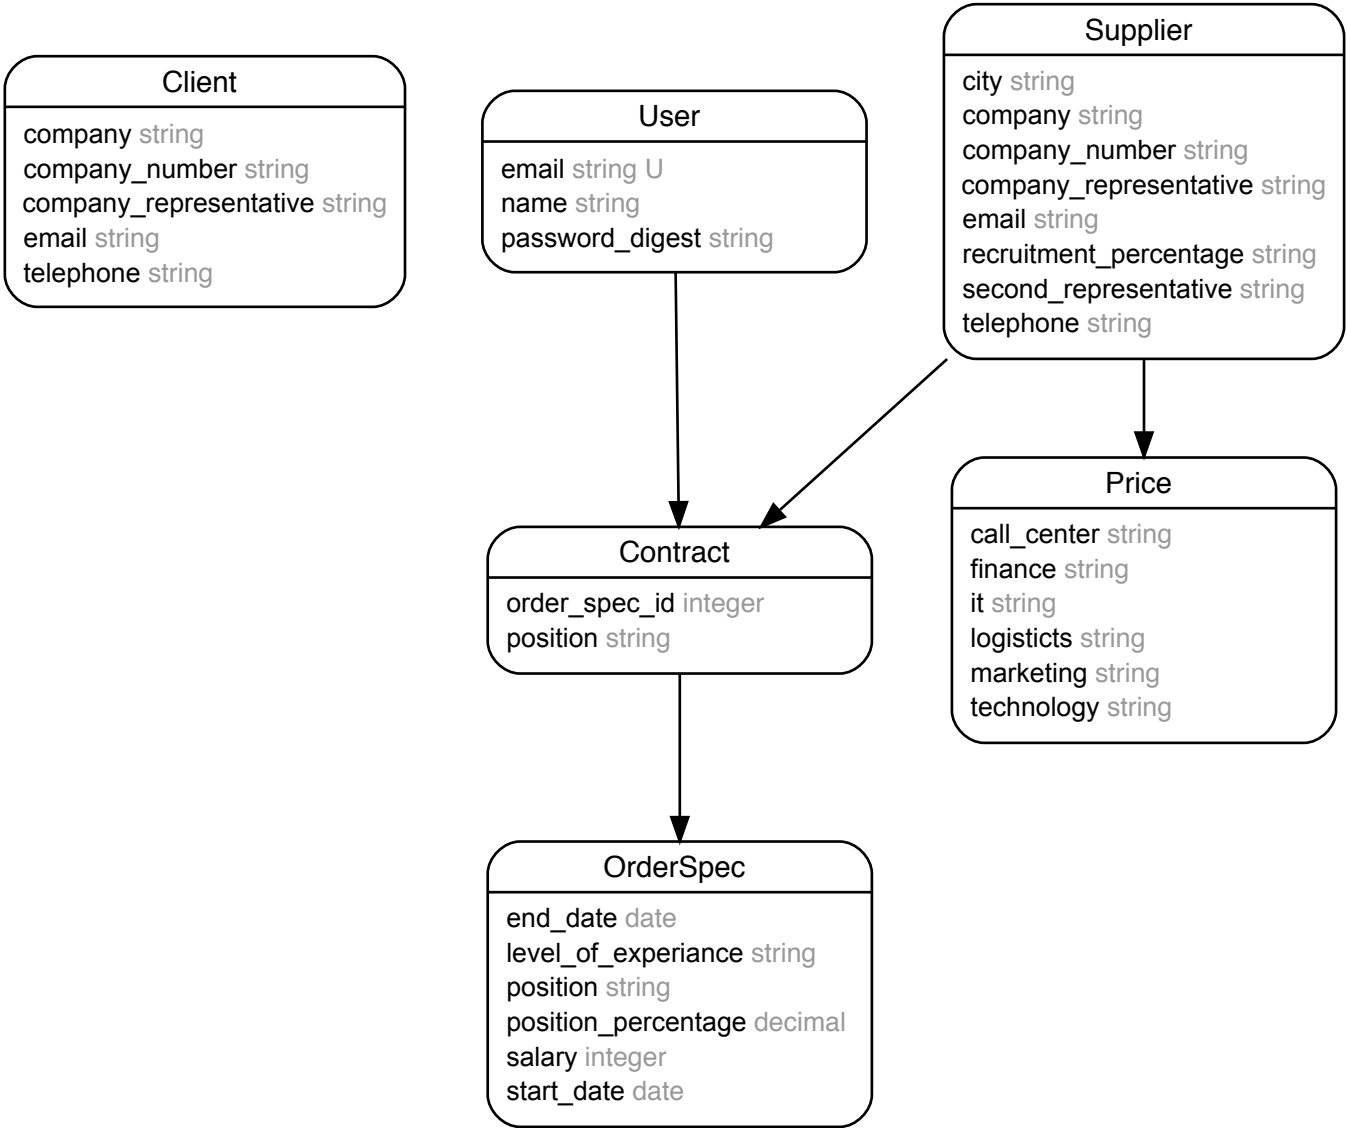 Client
company string
company_number string
company_representative string
email string
telephone string
User
email string U
name string
password_digest string
Supplier
city string
company string
company_number string
company_representative string
email string
recruitment_percentage string
second_representative string
telephone string
Contract
order_spec_id integer
position string
Price
call_center string
finance string
it string
logisticts string
marketing string
technology string
OrderSpec
end_date date
level_of_experiance string
position string
position_percentage decimal
salary integer
start_date date